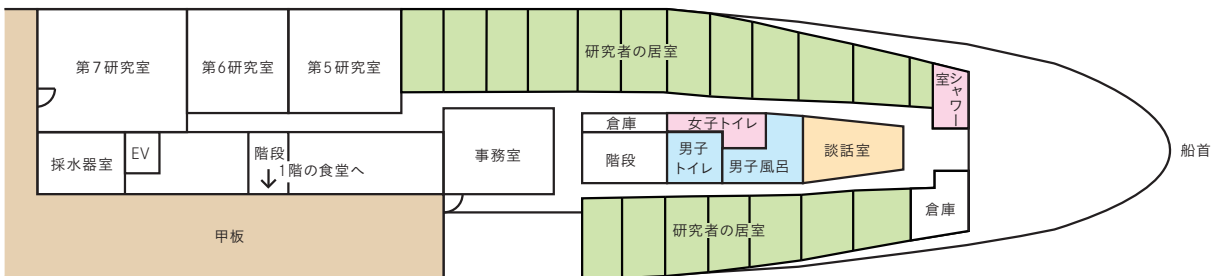 第7研究室
第6研究室
第5研究室
研究者の居室
シャワー室
採水器室
EV
階段
1階の食堂へ
事務室
倉庫
階段
女子トイレ
男子
トイレ
男子風呂
談話室
船首
甲板
研究者の居室
倉庫